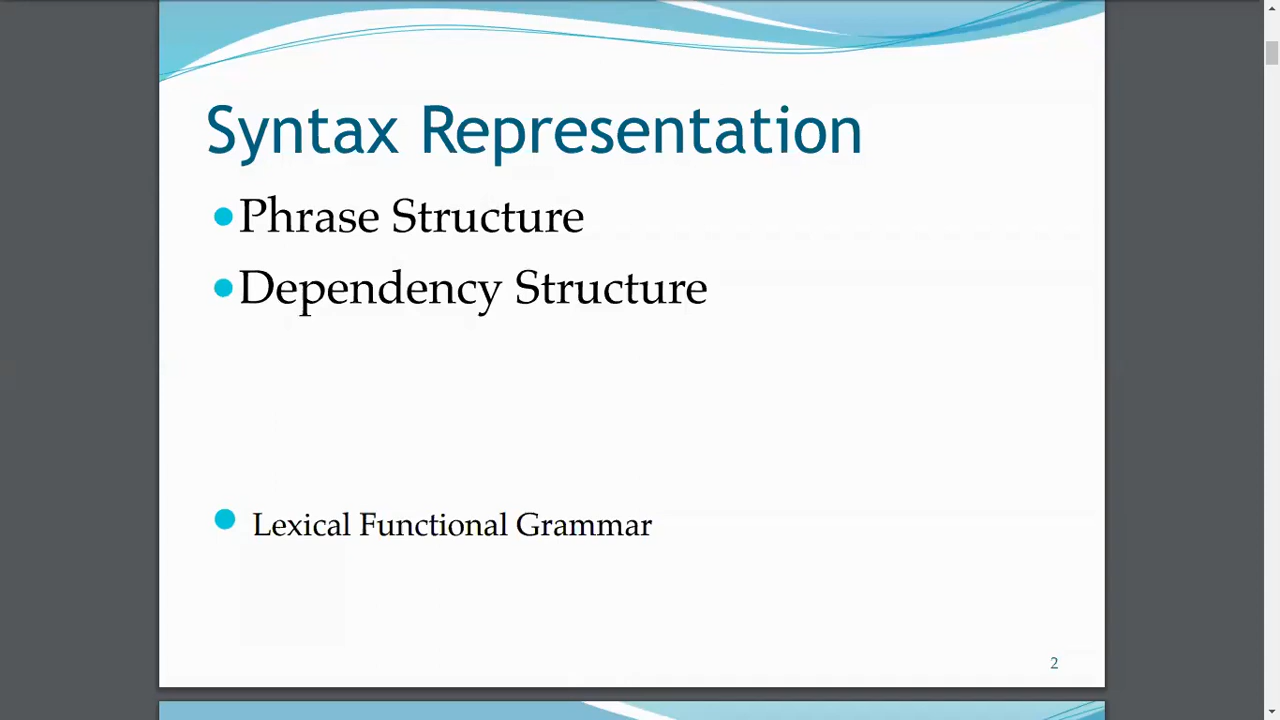 Syntax Representation
Phrase Structure
Dependency Structure
Lexical Functional Grammar
2